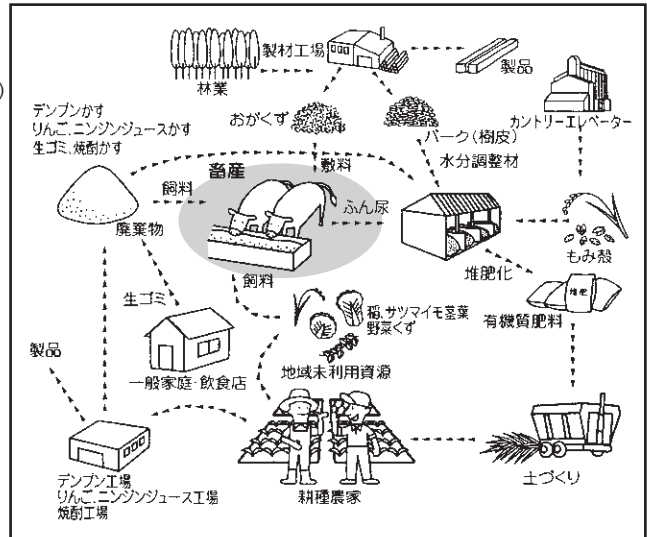 製材工場
林業
製品
カントリーエレベーター
デンプンかす
りんご、ニンジンジュースかす
生ゴミ、焼酎かす
おがくず
バーク(樹皮)
水分調整材
敷料
畜産
飼料
ふん尿
廃棄物
飼料
堆肥化
もみ殻
堆肥
有機質肥料
生ゴミ
稲、サツマイモ茎葉
野菜くず
地域未利用資源
製品
一般家庭・飲食店
デンプン工場
りんご、ニンジンジュース工場
焼酎工場
耕種農家
土づくり